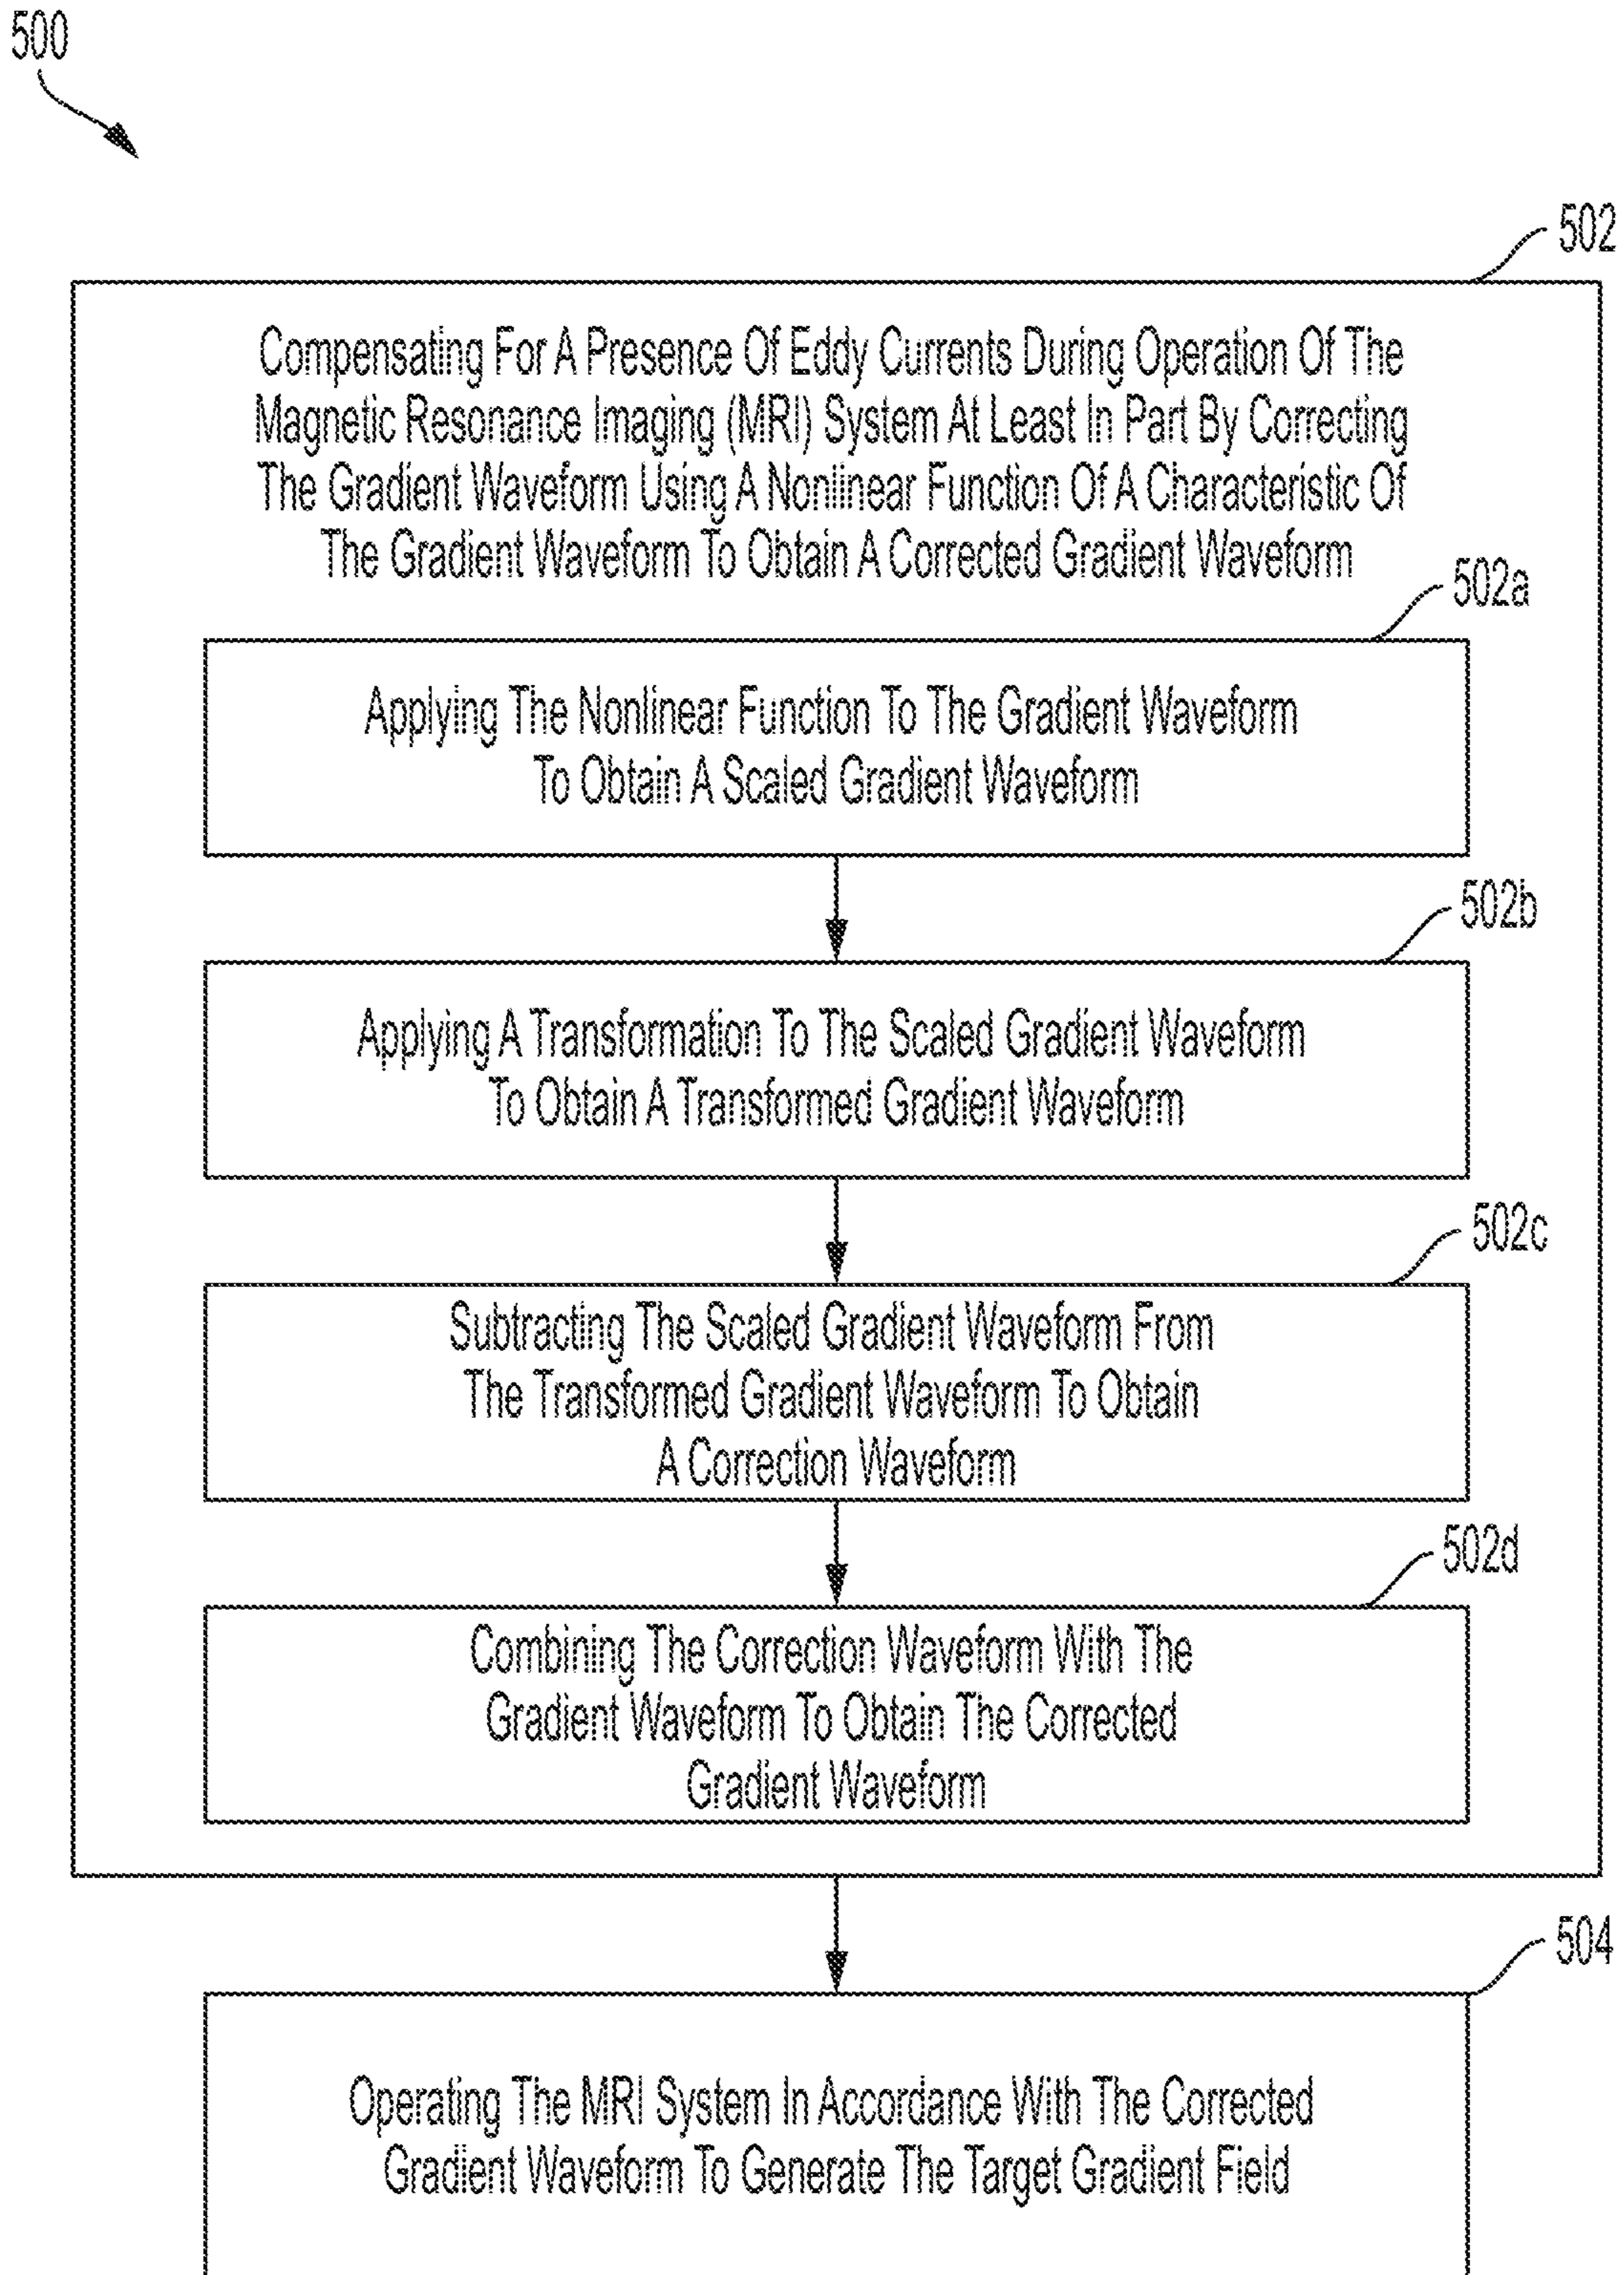 500
502
Compensating For A Presence Of Eddy Currents During Operation Of The
Magnetic Resonance Imaging (MRI) System At Least In Part By Correcting
The Gradient Waveform Using A Nonlinear Function Of A Characteristic Of
The Gradient Waveform To Obtain A Corrected Gradient Waveform
502a
Applying The Nonlinear Function To The Gradient Waveform
To Obtain A Scaled Gradient Waveform
502b
Applying A Transformation To The Scaled Gradient Waveform
To Obtain A Transformed Gradient Waveform
502c
Subtracting The Scaled Gradient Waveform From
The Transformed Gradient Waveform To Obtain
A Correction Waveform
502d
Combining The Correction Waveform With The
Gradient Waveform To Obtain The Corrected
Gradient Waveform
504
Operating The MRI System In Accordance With The Corrected
Gradient Waveform To Generate The Target Gradient Field